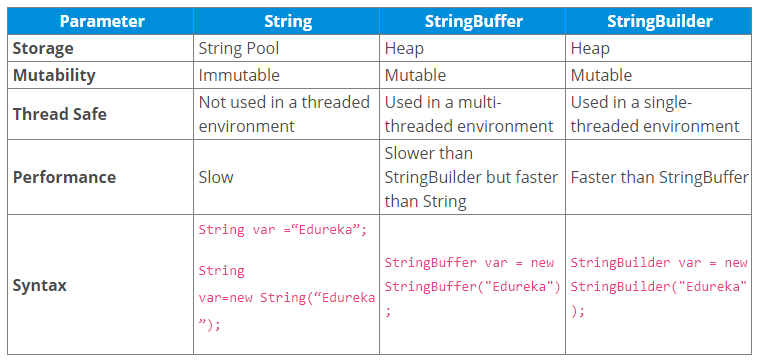 Parameter String StringBuffer StringBuilder
Storage String Pool Heap Heap
Mutability Immutable Mutable Mutable
Thread Safe
Not used in a threaded
environment
Used in a multi-
threaded environment
Used in a single-
threaded environment
Performance
Slow
Slower than
StringBuilder but faster
than String
Faster than StringBuffer
Syntax
String var =“Edureka”;
String
var=new String(“Edureka
”);
StringBuffer var = new
StringBuffer("Edureka")
;
StringBuilder var = new
StringBuilder("Edureka"
);